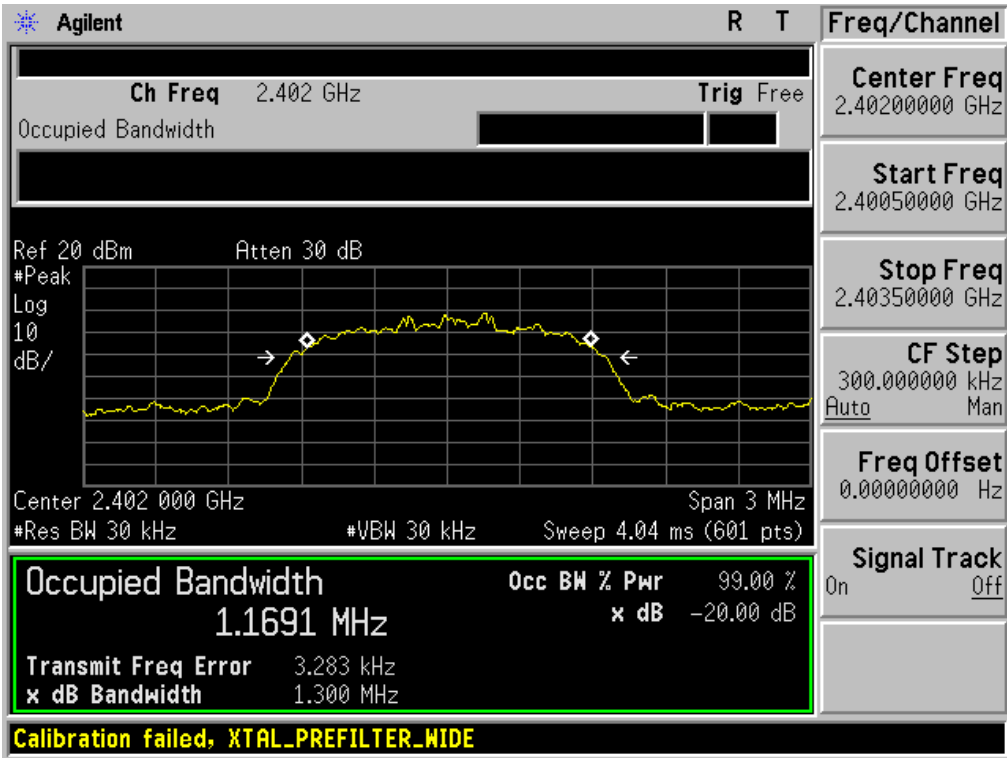 Agilent R T Freq/Channel
Ch Freq 2.402 GHz Trig Free
Occupied Bandwidth
Center Freq
2.40200000 GHz
Start Freq
2.40050000 GHz
Stop Freq
2.40350000 GHz
CF Step
300.000000 kHz
Auto Man
Freq Offset
0.00000000 Hz
Signal Track
On Off
Ref 20 dBm Atten 30 dB
#Peak
Log
10
dB/
Center 2.402 000 GHz Span 3 MHz
#Res BW 30 kHz #VBW 30 kHz Sweep 4.04 ms (601 pts)
Occupied Bandwidth Occ BW % Pwr 99.00 %
1.1691 MHz x dB -20.00 dB
Transmit Freq Error 3.283 kHz
x dB Bandwidth 1.300 MHz
Calibration failed, XTAL_PREFILTER_WIDE